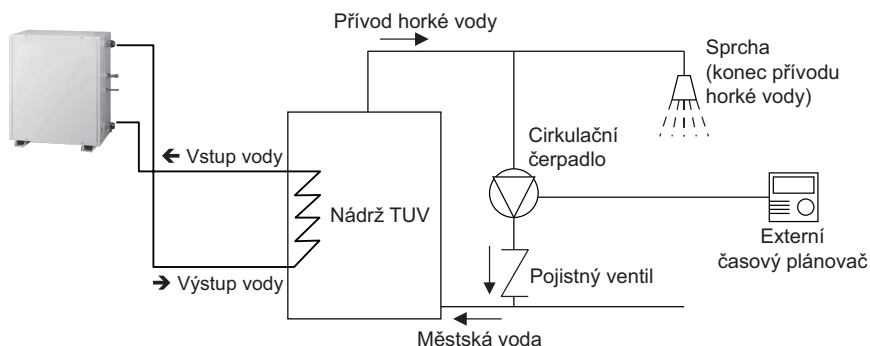 Přívod horké vody
Sprcha
(konec přívodu
horké vody)
Cirkulační
čerpadlo
🡰 Vstup vody
Nádrž TUV
Externí
časový plánovač
Pojistný ventil
🡲 Výstup vody
Městská voda